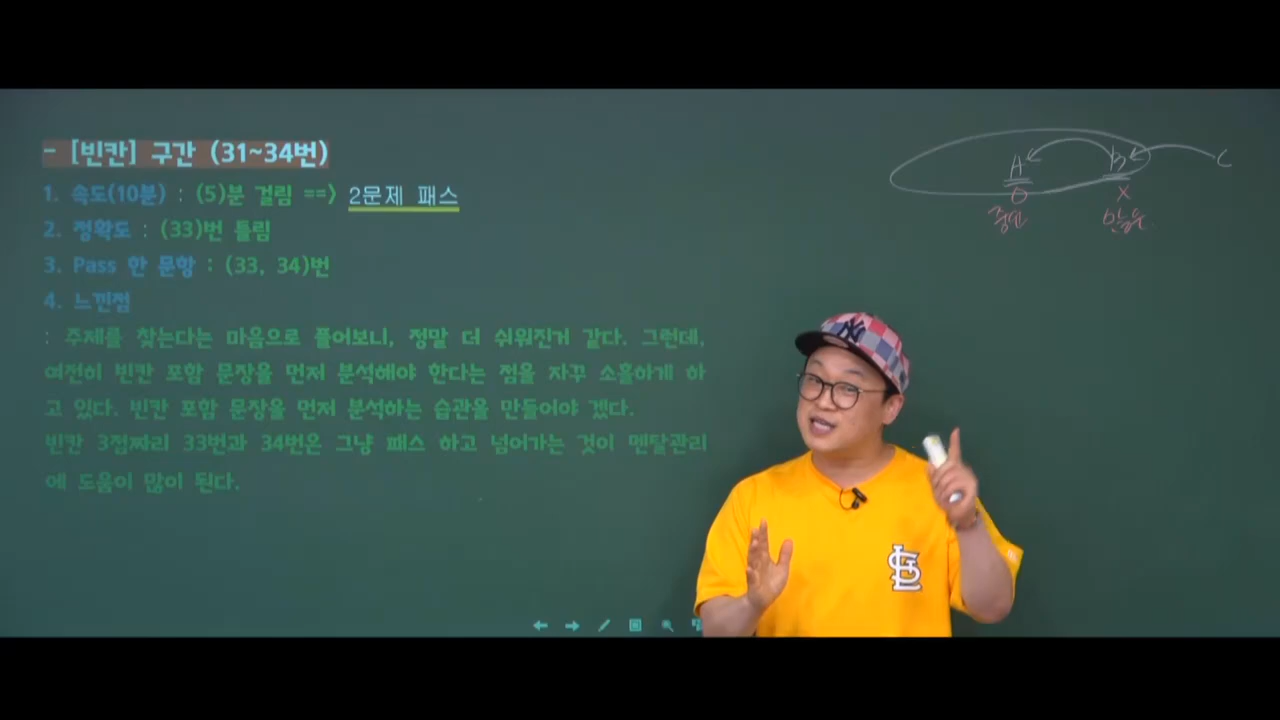 - [빈칸] 구간 (31~34번)
1. 속도(10분) : (5)분 걸림 ==> 2문제 패스
2. 정확도 : (33)번 틀림
3. Pass 한 문항 : (33, 34)번
4. 느낀점
: 주제를 찾는다는 마음으로 풀어보니, 정말 더 쉬워진거 같다. 그런데,
여전히 빈칸 포함 문장을 먼저 분석해야 한다는 점을 자꾸 소홀하게 하
고 있다. 빈칸 포함 문장을 먼저 분석하는 습관을 만들어야 겠다.
빈칸 3점짜리 33번과 34번은 그냥 패스 하고 넘어가는 것이 멘탈관리
에 도움이 많이 된다.
A B C
O X
NY
STL